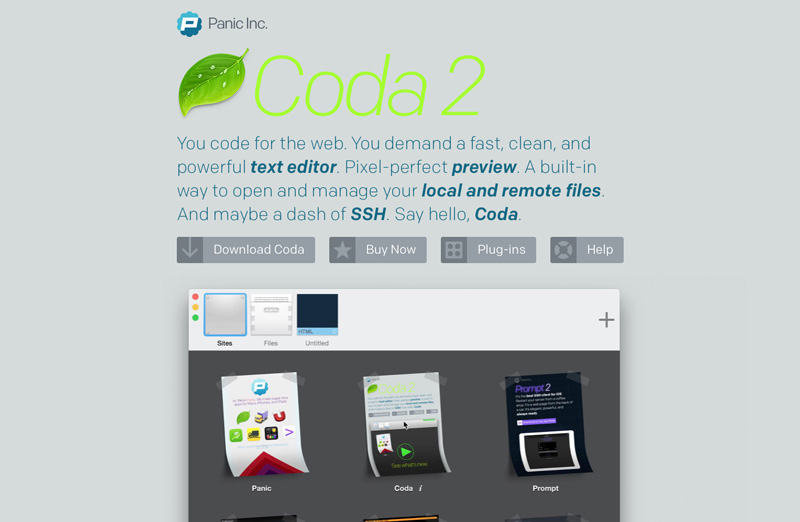 Panic Inc.
Coda 2
You code for the web. You demand a fast, clean, and
powerful text editor. Pixel-perfect preview. A built-in
way to open and manage your local and remote files.
And maybe a dash of SSH. Say hello, Coda.
Download Coda
Buy Now
Plug-ins
Help
HTML
Sites
Files
Untitled
Coda 2
Prompt 2
See what's new
Panic
Coda i
Prompt